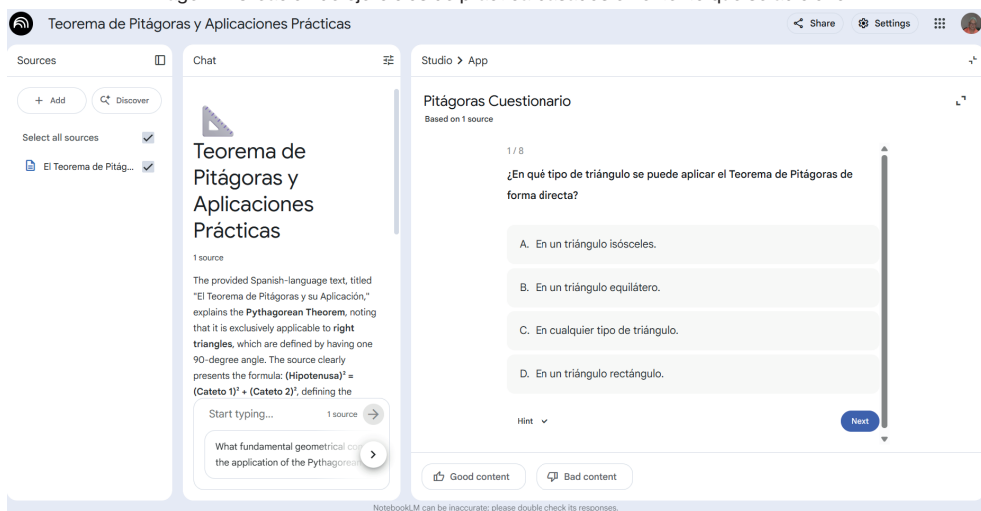 Teorema de Pitágoras y Aplicaciones Prácticas
Share
Settings
Sources
+ Add
Discover
Select all sources
El Teorema de Pitág...
Chat
Teorema de
Pitágoras y
Aplicaciones
Prácticas
1 source
The provided Spanish-language text, titled
"El Teorema de Pitágoras y su Aplicación,"
explains the Pythagorean Theorem, noting
that it is exclusively applicable to right
triangles, which are defined by having one
90-degree angle. The source clearly
presents the formula: (Hipotenusa)² =
(Cateto 1)² + (Cateto 2)², defining the
Start typing...
1 source
What fundamental geometrical
the application of the Pythagorean
Studio > App
Pitágoras Cuestionario
Based on 1 source
1 / 8
¿En qué tipo de triángulo se puede aplicar el Teorema de Pitágoras de
forma directa?
A. En un triángulo isósceles.
B. En un triángulo equilátero.
C. En cualquier tipo de triángulo.
D. En un triángulo rectángulo.
Hint
Next
Good content
Bad content
NotebookLM can be inaccurate; please double check its responses.